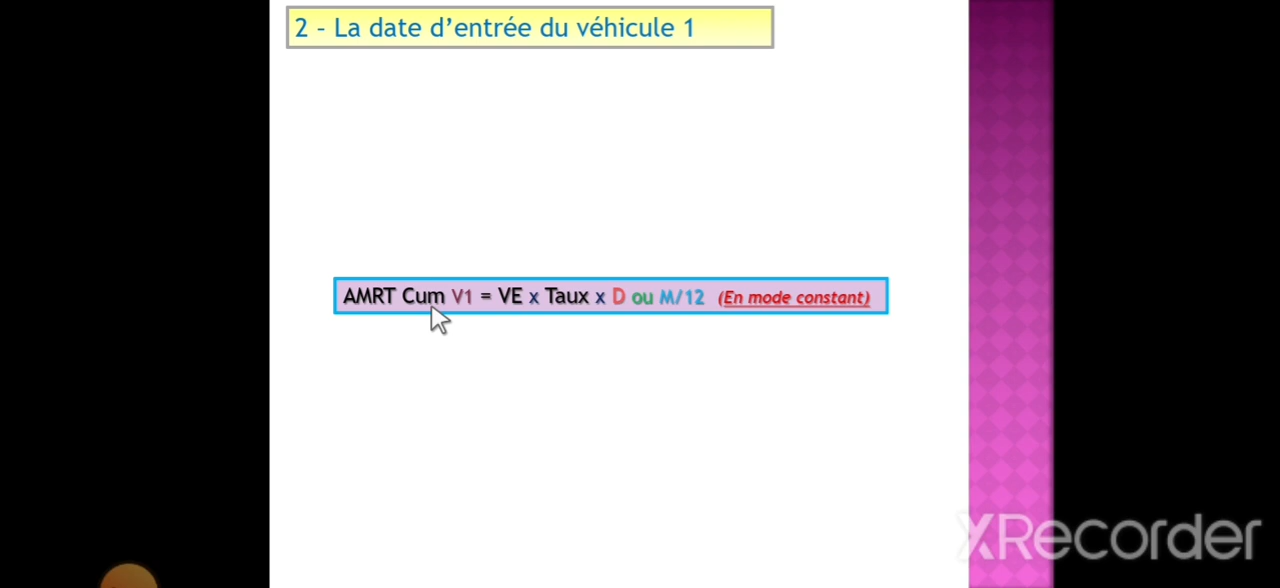 2 - La date d’entrée du véhicule 1
AMRT Cum V1 = VE x Taux x D ou M/12 (En mode constant)
XRecorder